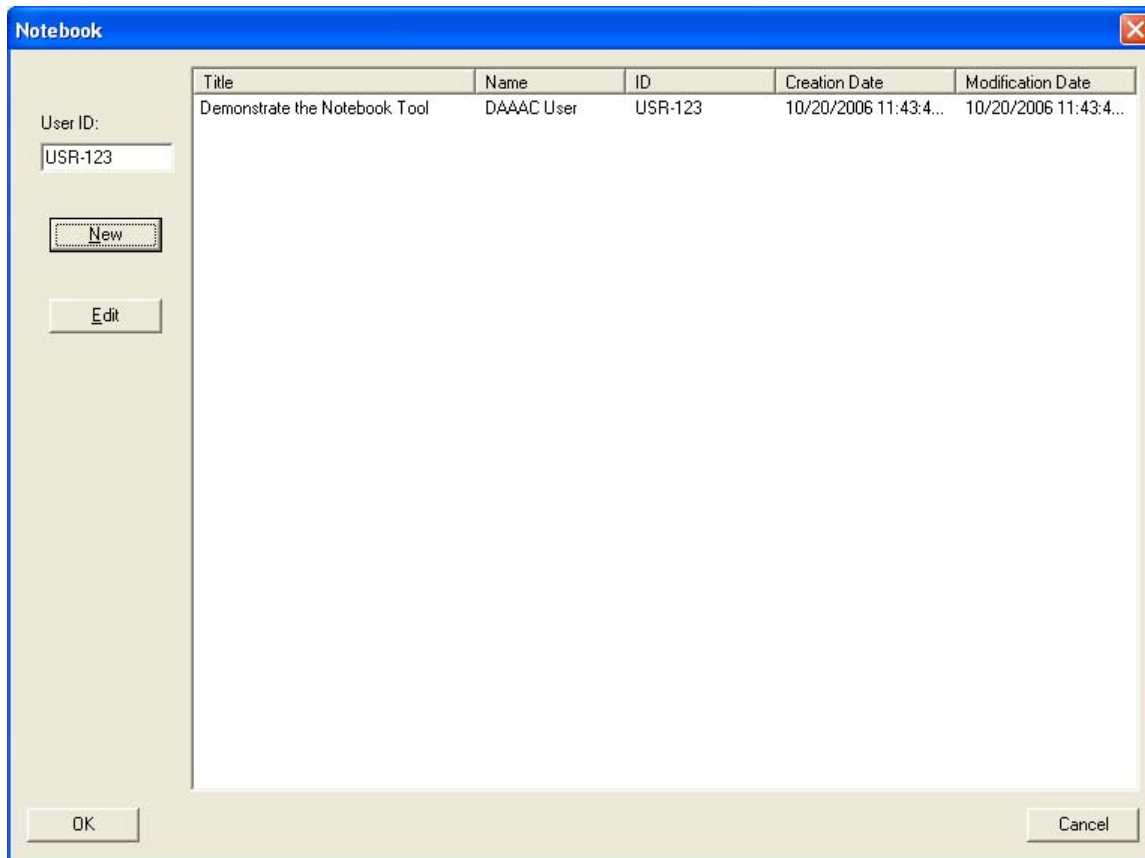 Notebook
Title Name ID Creation Date Modification Date
Demonstrate the Notebook Tool DAAAC User USR-123 10/20/2006 11:43:4... 10/20/2006 11:43:4...
User ID:
USR-123
New
Edit
OK Cancel